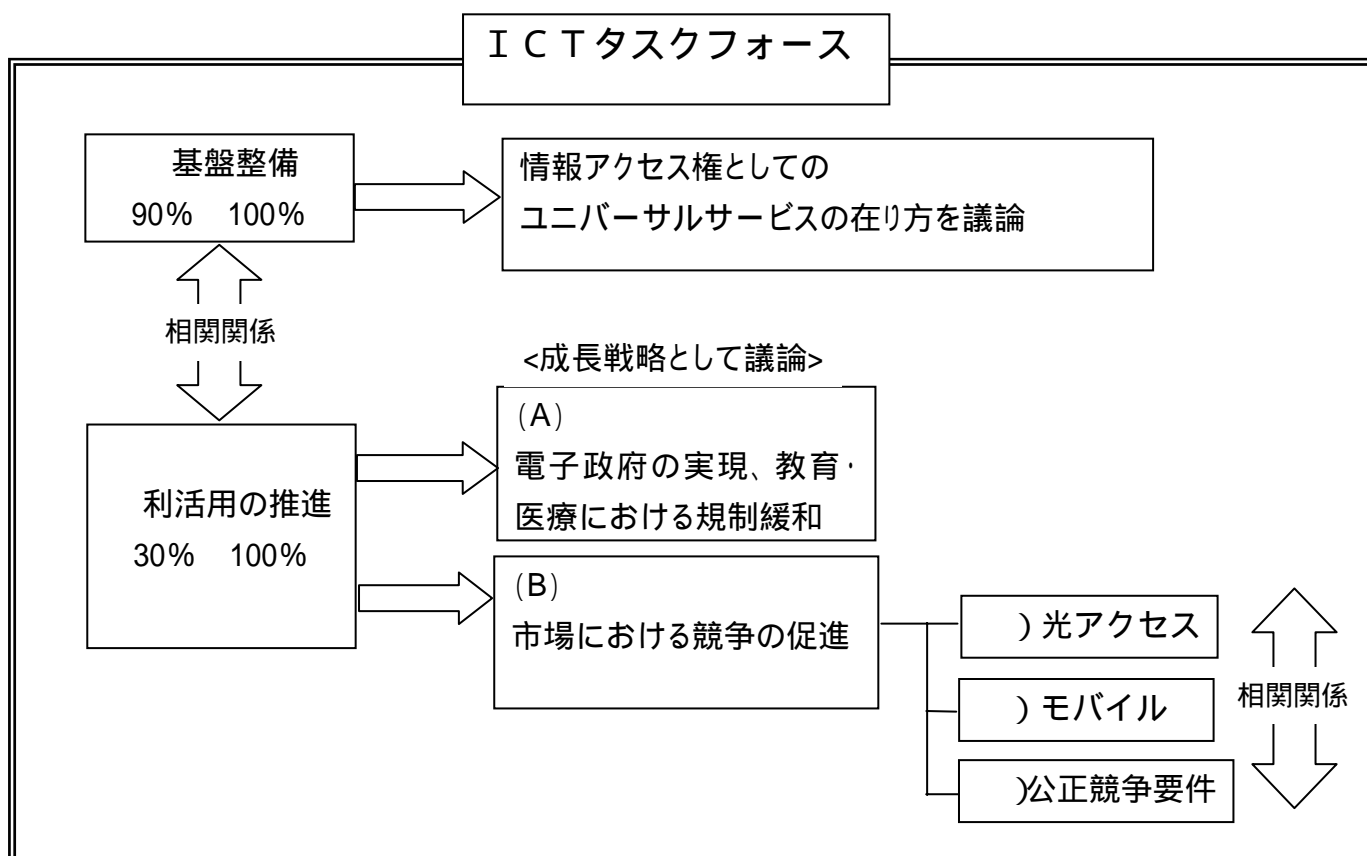 ＩＣＴタスクフォース
基盤整備
90%　100%
情報アクセス権としての
ユニバーサルサービスの在り方を議論
相関関係
<成長戦略として議論>
利活用の推進
30%　100%
(A)
電子政府の実現、教育・
医療における規制緩和
(B)
市場における競争の促進
）光アクセス
）モバイル
）公正競争要件
相関関係